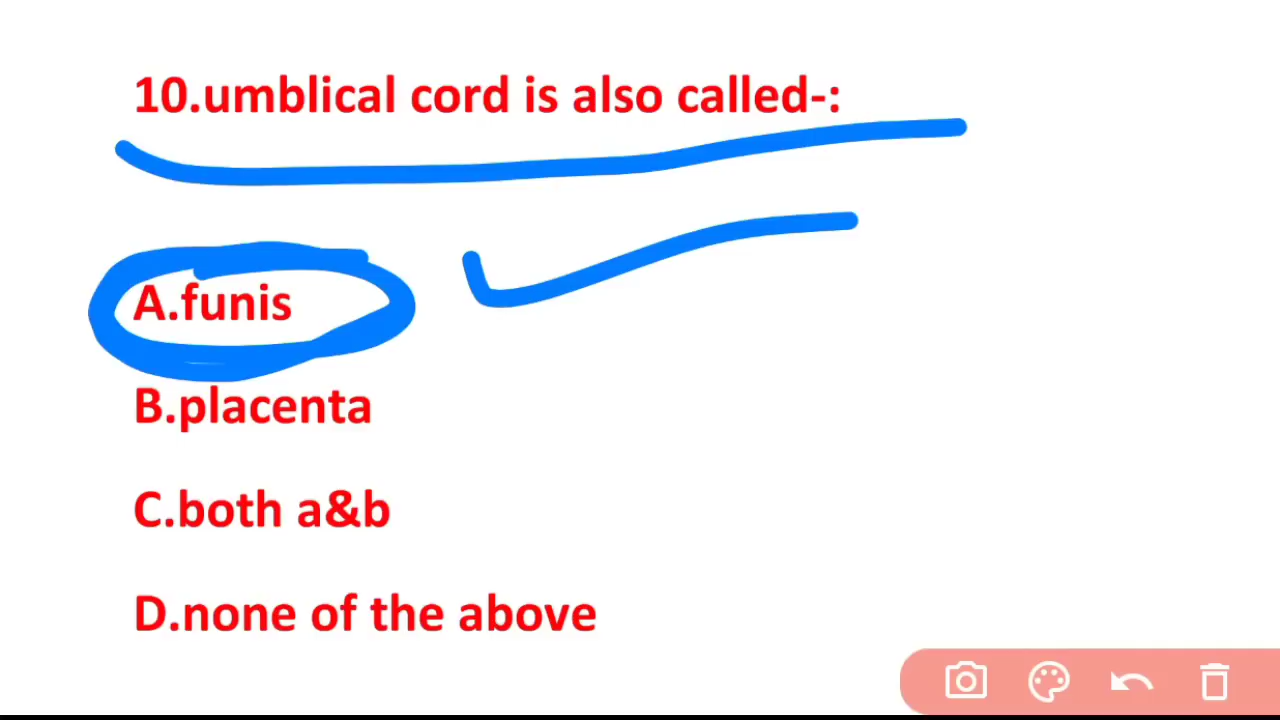 10.umblical cord is also called-:
A.funis
B.placenta
C.both a&b
D.none of the above